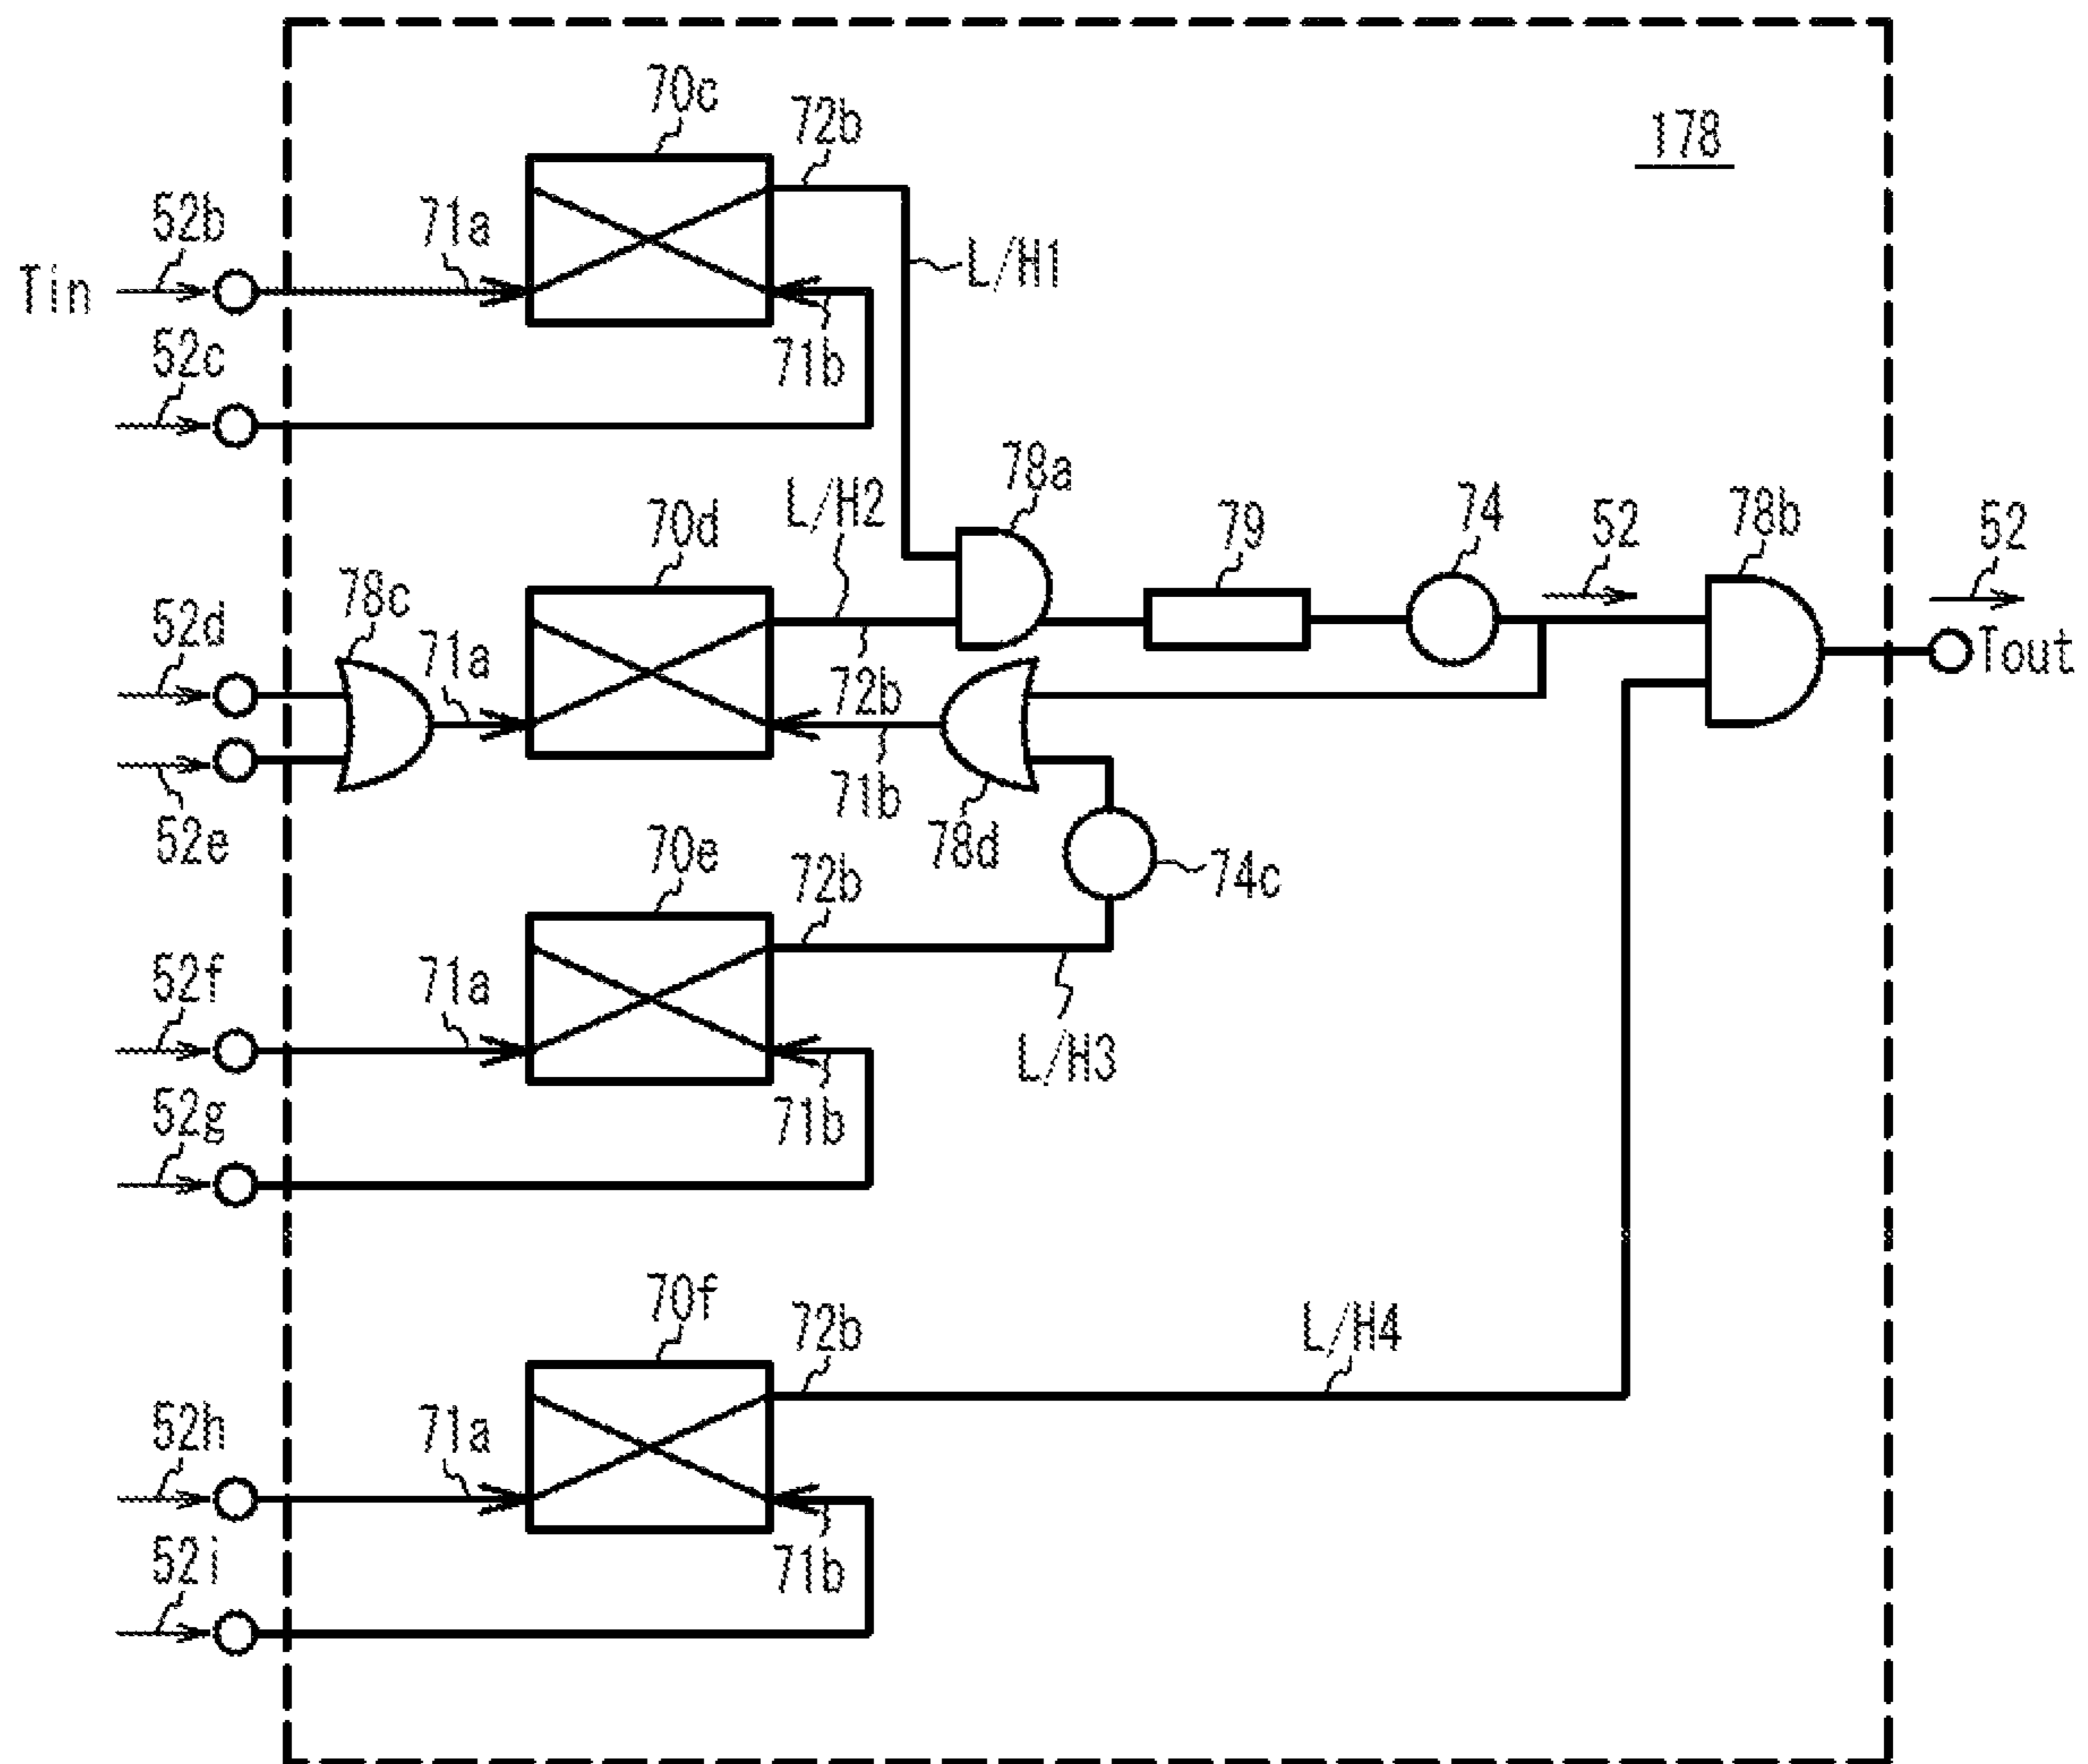 70c
72b
178
52b
71a
Tin
L/H1
52c
71b
78a
L/H2
70d
79
74
52
78b
52
78c
52d
71a
72b
Tout
71b
52e
78d
70e
72b
74c
52f
71a
L/H3
52g
71b
70f
72b
L/H4
52h
71a
52i
71b